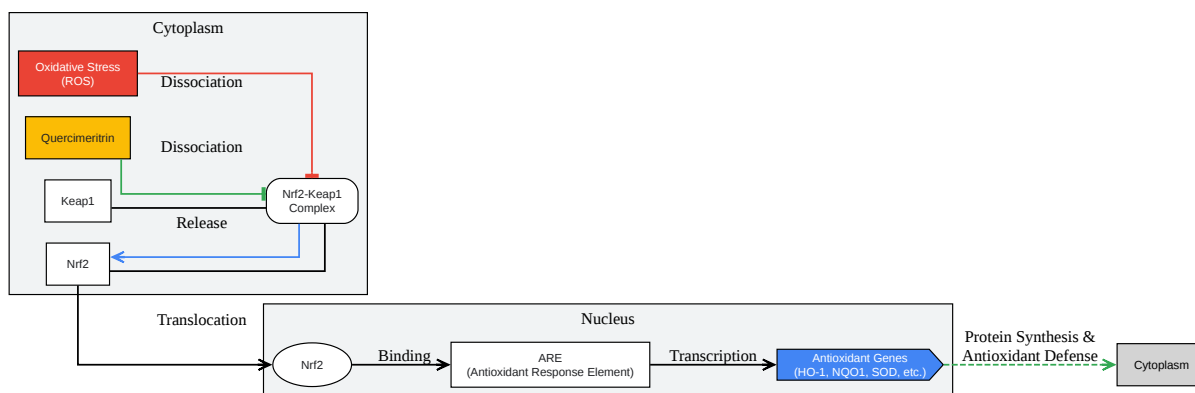 Cytoplasm
Oxidative Stress
(ROS)
Dissociation
Quercimeritrin
Dissociation
Keap1
Nrf2-Keap1
Complex
Release
Nrf2
Translocation
Nucleus
Nrf2
Binding
ARE
(Antioxidant Response Element)
Transcription
Antioxidant Genes
(HO-1, NQO1, SOD, etc.)
Protein Synthesis &
Antioxidant Defense
Cytoplasm